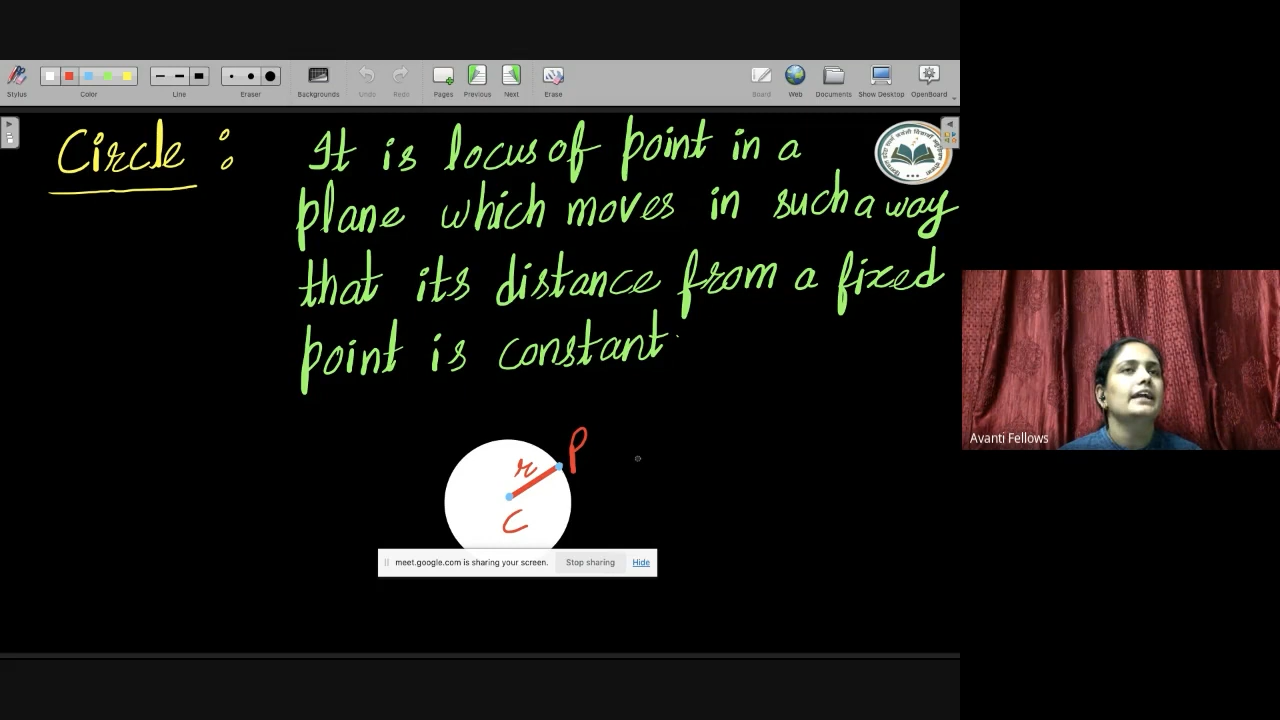 Stylus
Color
Line
Eraser
Backgrounds
Undo
Redo
Pages
Previous
Next
Erase
Board
Web
Documents
Show Desktop
OpenBoard
Circle : It is locus of point in a
plane which moves in such a way
that its distance from a fixed
point is constant.
r
P
C
meet.google.com is sharing your screen.
Stop sharing
Hide
Avanti Fellows